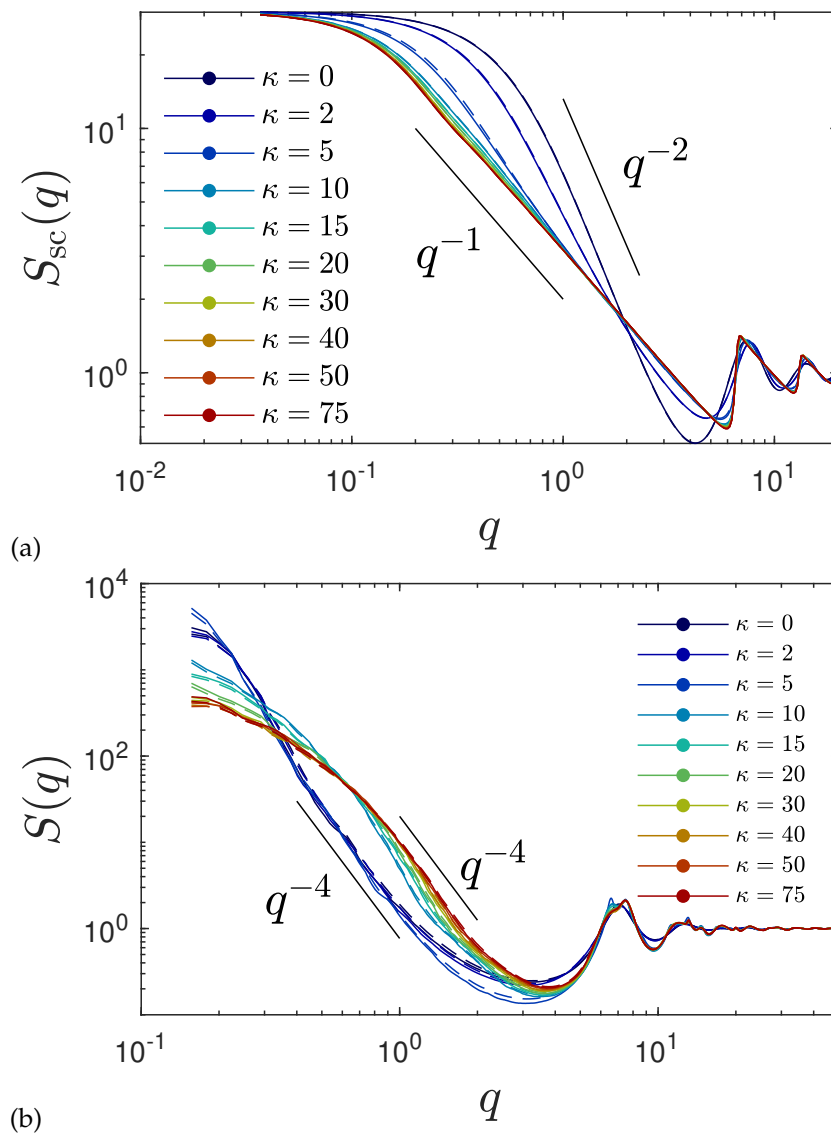 S_sc(q)
10^1
10^0
κ = 0
κ = 2
κ = 5
κ = 10
κ = 15
κ = 20
κ = 30
κ = 40
κ = 50
κ = 75
q^−1
q^−2
10^-2
10^-1
10^0
10^1
q
(a)
S(q)
10^4
10^2
10^0
κ = 0
κ = 2
κ = 5
κ = 10
κ = 15
κ = 20
κ = 30
κ = 40
κ = 50
κ = 75
q^−4
q^−4
10^-1
10^0
10^1
q
(b)